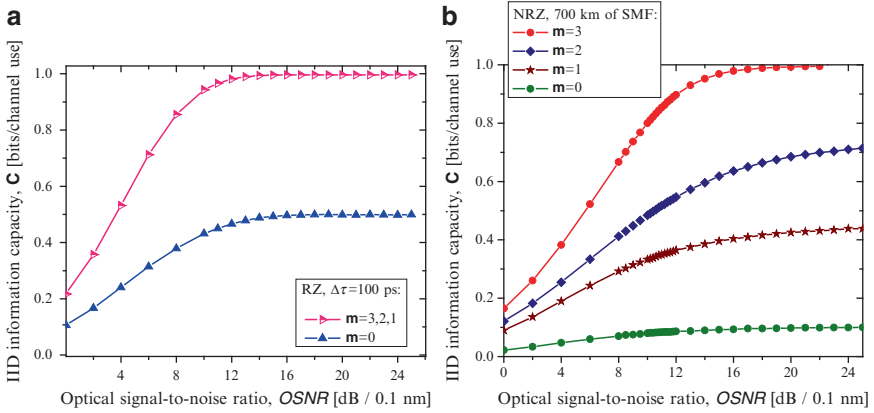 a
IID information capacity, C [bits/channel use]
1.0
0.8
0.6
0.4
0.2
0.0
4 8 12 16 20 24
Optical signal-to-noise ratio, OSNR [dB / 0.1 nm]
RZ, Δτ=100 ps:
m=3,2,1
m=0
b
NRZ, 700 km of SMF:
m=3
m=2
m=1
m=0
IID information capacity, C [bits/channel use]
1.0
0.8
0.6
0.4
0.2
0.0
0 4 8 12 16 20 24
Optical signal-to-noise ratio, OSNR [dB / 0.1 nm]